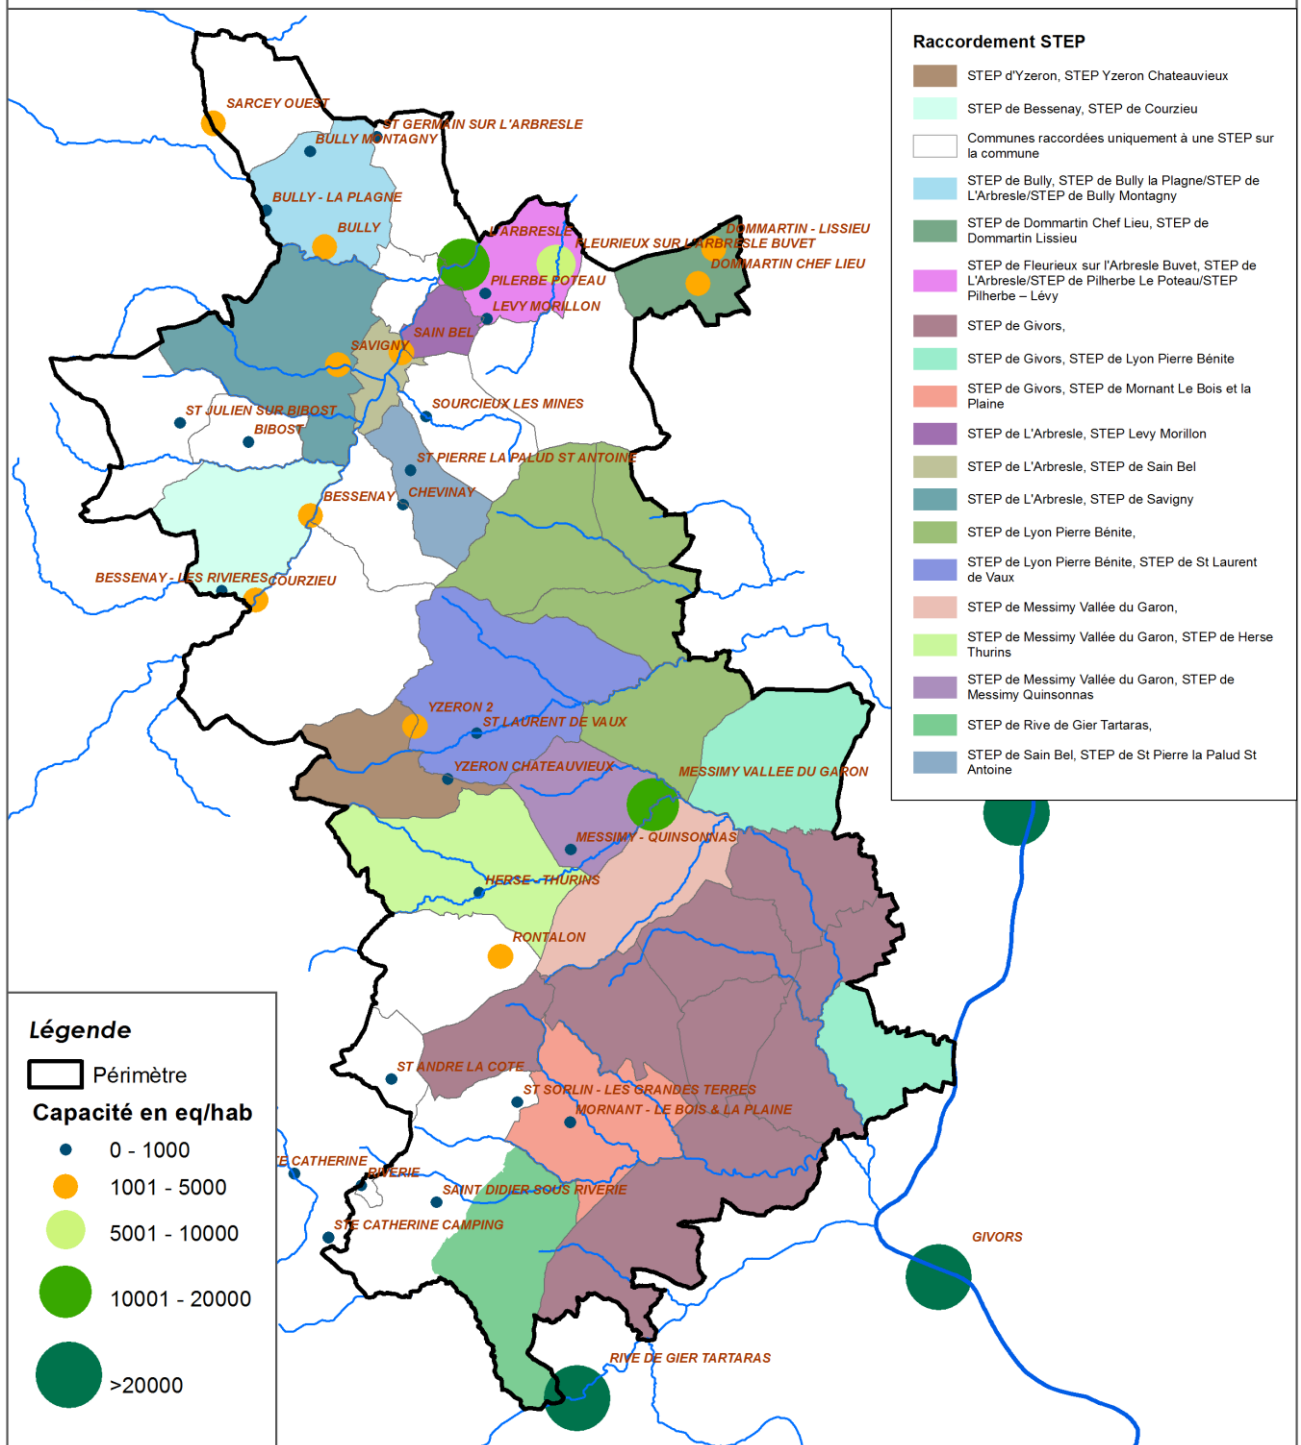 SARCEY OUEST
ST GERMAIN SUR L'ARBRESLE
BULLY MONTAGNY
BULLY - LA PLAGNE
BULLY
L'ARBRESLE
DOMMARTIN - LISSIEU
FLEURIEUX SUR L'ARBRESLE BUVET
DOMMARTIN CHEF LIEU
PILERBE POTEAU
LEVY MORILLON
SAIN BEL
SAVIGNY
SOURCIEUX LES MINES
ST JULIEN SUR BIBOST
BIBOST
ST PIERRE LA PALUD ST ANTOINE
CHEVINAY
BESSENAY
BESSENAY - LES RIVIERES
COURZIEU
YZERON 2
ST LAURENT DE VAUX
YZERON CHATEAUVIEUX
MESSIMY VALLEE DU GARON
MESSIMY - QUINSONNAS
HERSE - THURINS
RONTALON
ST ANDRE LA COTE
ST SORLIN - LES GRANDES TERRES
MORNANT - LE BOIS & LA PLAINE
TE CATHERINE
RIVERIE
SAINT DIDIER SOUS RIVERIE
STE CATHERINE CAMPING
GIVORS
RIVE DE GIER TARTARAS
Raccordement STEP
STEP d'Yzeron, STEP Yzeron Chateauvieux
STEP de Bessenay, STEP de Courzieu
Communes raccordées uniquement à une STEP sur
la commune
STEP de Bully, STEP de Bully la Plagne/STEP de
L'Arbresle/STEP de Bully Montagny
STEP de Dommartin Chef Lieu, STEP de
Dommartin Lissieu
STEP de Fleurieux sur l'Arbresle Buvet, STEP de
L'Arbresle/STEP de Pilherbe Le Poteau/STEP
Pilherbe – Lévy
STEP de Givors,
STEP de Givors, STEP de Lyon Pierre Bénite
STEP de Givors, STEP de Mornant Le Bois et la
Plaine
STEP de L'Arbresle, STEP Levy Morillon
STEP de L'Arbresle, STEP de Sain Bel
STEP de L'Arbresle, STEP de Savigny
STEP de Lyon Pierre Bénite,
STEP de Lyon Pierre Bénite, STEP de St Laurent
de Vaux
STEP de Messimy Vallée du Garon,
STEP de Messimy Vallée du Garon, STEP de Herse
Thurins
STEP de Messimy Vallée du Garon, STEP de
Messimy Quinsonnas
STEP de Rive de Gier Tartaras,
STEP de Sain Bel, STEP de St Pierre la Palud St
Antoine
Légende
Périmètre
Capacité en eq/hab
0 - 1000
1001 - 5000
5001 - 10000
10001 - 20000
>20000